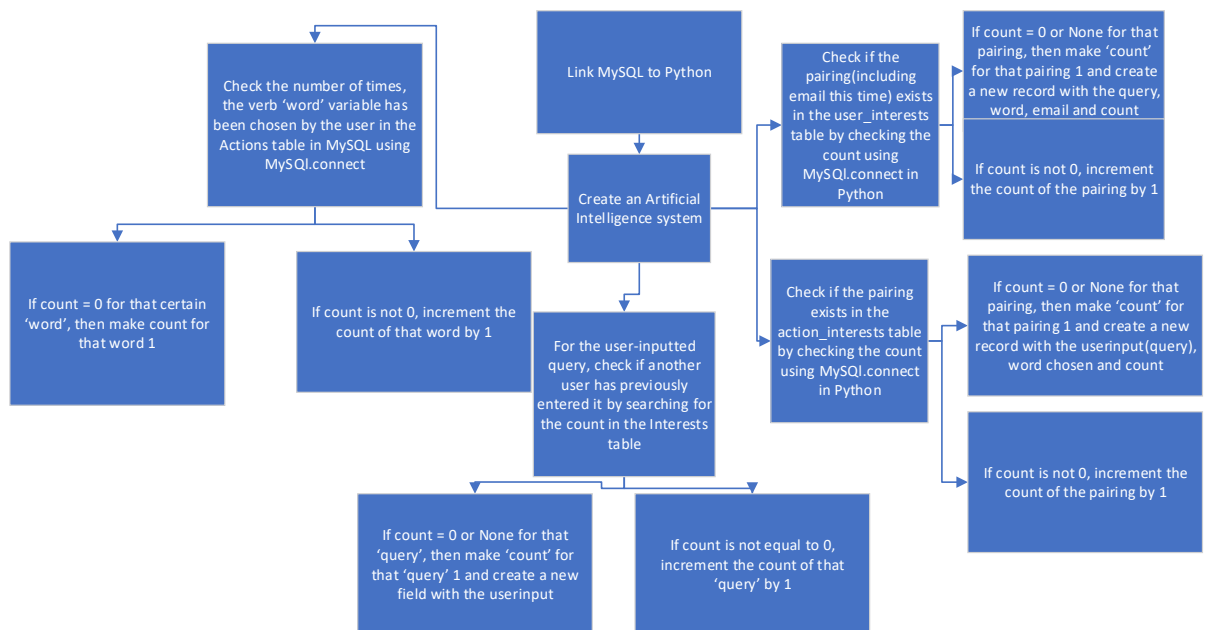 Check the number of times,
the verb ‘word’ variable has
been chosen by the user in the
Actions table in MySQL using
MySQl.connect
Link MySQL to Python
Check if the
pairing(including
email this time) exists
in the user_interests
table by checking the
count using
MySQl.connect in
Python
If count = 0 or None for that
pairing, then make ‘count’
for that pairing 1 and create
a new record with the query,
word, email and count
If count is not 0, increment
the count of the pairing by 1
Create an Artificial
Intelligence system
If count = 0 for that certain
‘word’, then make count for
that word 1
If count is not 0, increment the
count of that word by 1
For the user-inputted
query, check if another
user has previously
entered it by searching for
the count in the Interests
table
Check if the pairing
exists in the
action_interests table
by checking the count
using MySQl.connect
in Python
If count = 0 or None for that
pairing, then make ‘count’ for
that pairing 1 and create a new
record with the userinput(query),
word chosen and count
If count is not 0, increment the
count of the pairing by 1
If count = 0 or None for that
‘query’, then make ‘count’ for
that ‘query’ 1 and create a new
field with the userinput
If count is not equal to 0,
increment the count of that
‘query’ by 1